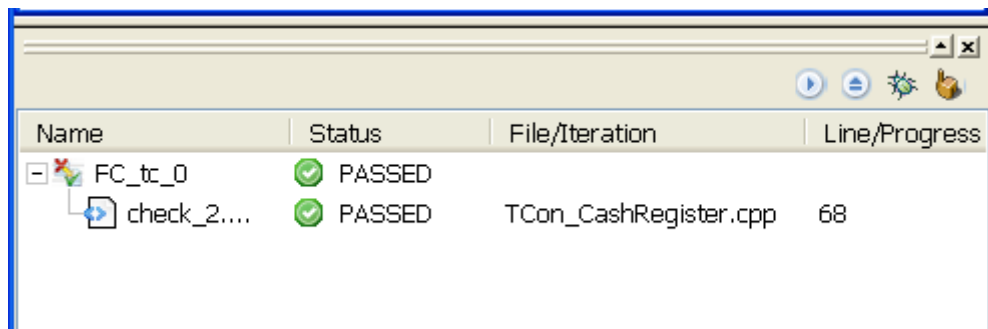 Name Status File/Iteration Line/Progress
FC_tc_0 PASSED
check_2.... PASSED TCon_CashRegister.cpp 68